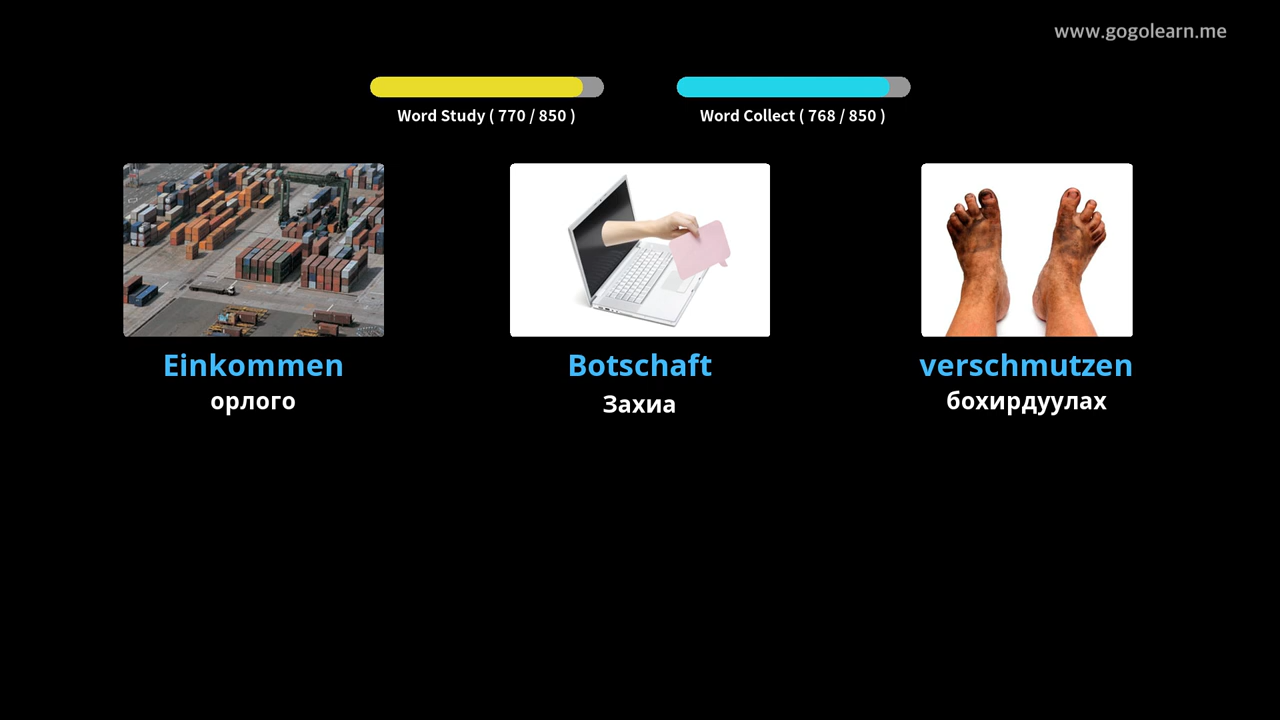 www.gogolearn.me
Word Study ( 770 / 850 )
Word Collect ( 768 / 850 )
Einkommen
орлого
Botschaft
Захиа
verschmutzen
бохирдуулах